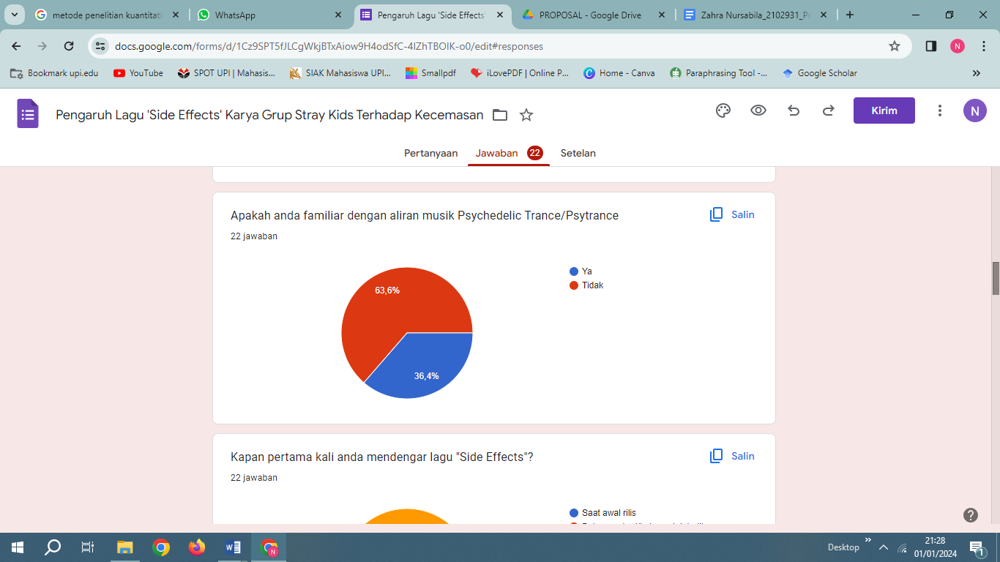 metode penelitian kuantitati
WhatsApp
Pengaruh Lagu 'Side Effects'
PROPOSAL - Google Drive
Zahra Nursabila_2102931_Pr
docs.google.com/forms/d/1Cz9SPT5fJLCgWkjBTxAiow9H4odSfC-4lZhTBOlK-o0/edit#responses
N
Bookmark upi.edu
YouTube
SPOT UPI | Mahasis...
SIAK Mahasiswa UPI...
Smallpdf
iLovePDF | Online P...
Home - Canva
Paraphrasing Tool -...
Google Scholar
Pengaruh Lagu 'Side Effects' Karya Grup Stray Kids Terhadap Kecemasan
Kirim
N
Pertanyaan
Jawaban 22
Setelan
Apakah anda familiar dengan aliran musik Psychedelic Trance/Psytrance
Salin
22 jawaban
Ya
Tidak
63,6%
36,4%
Kapan pertama kali anda mendengar lagu "Side Effects"?
Salin
22 jawaban
Saat awal rilis
Desktop
21:28
01/01/2024
1